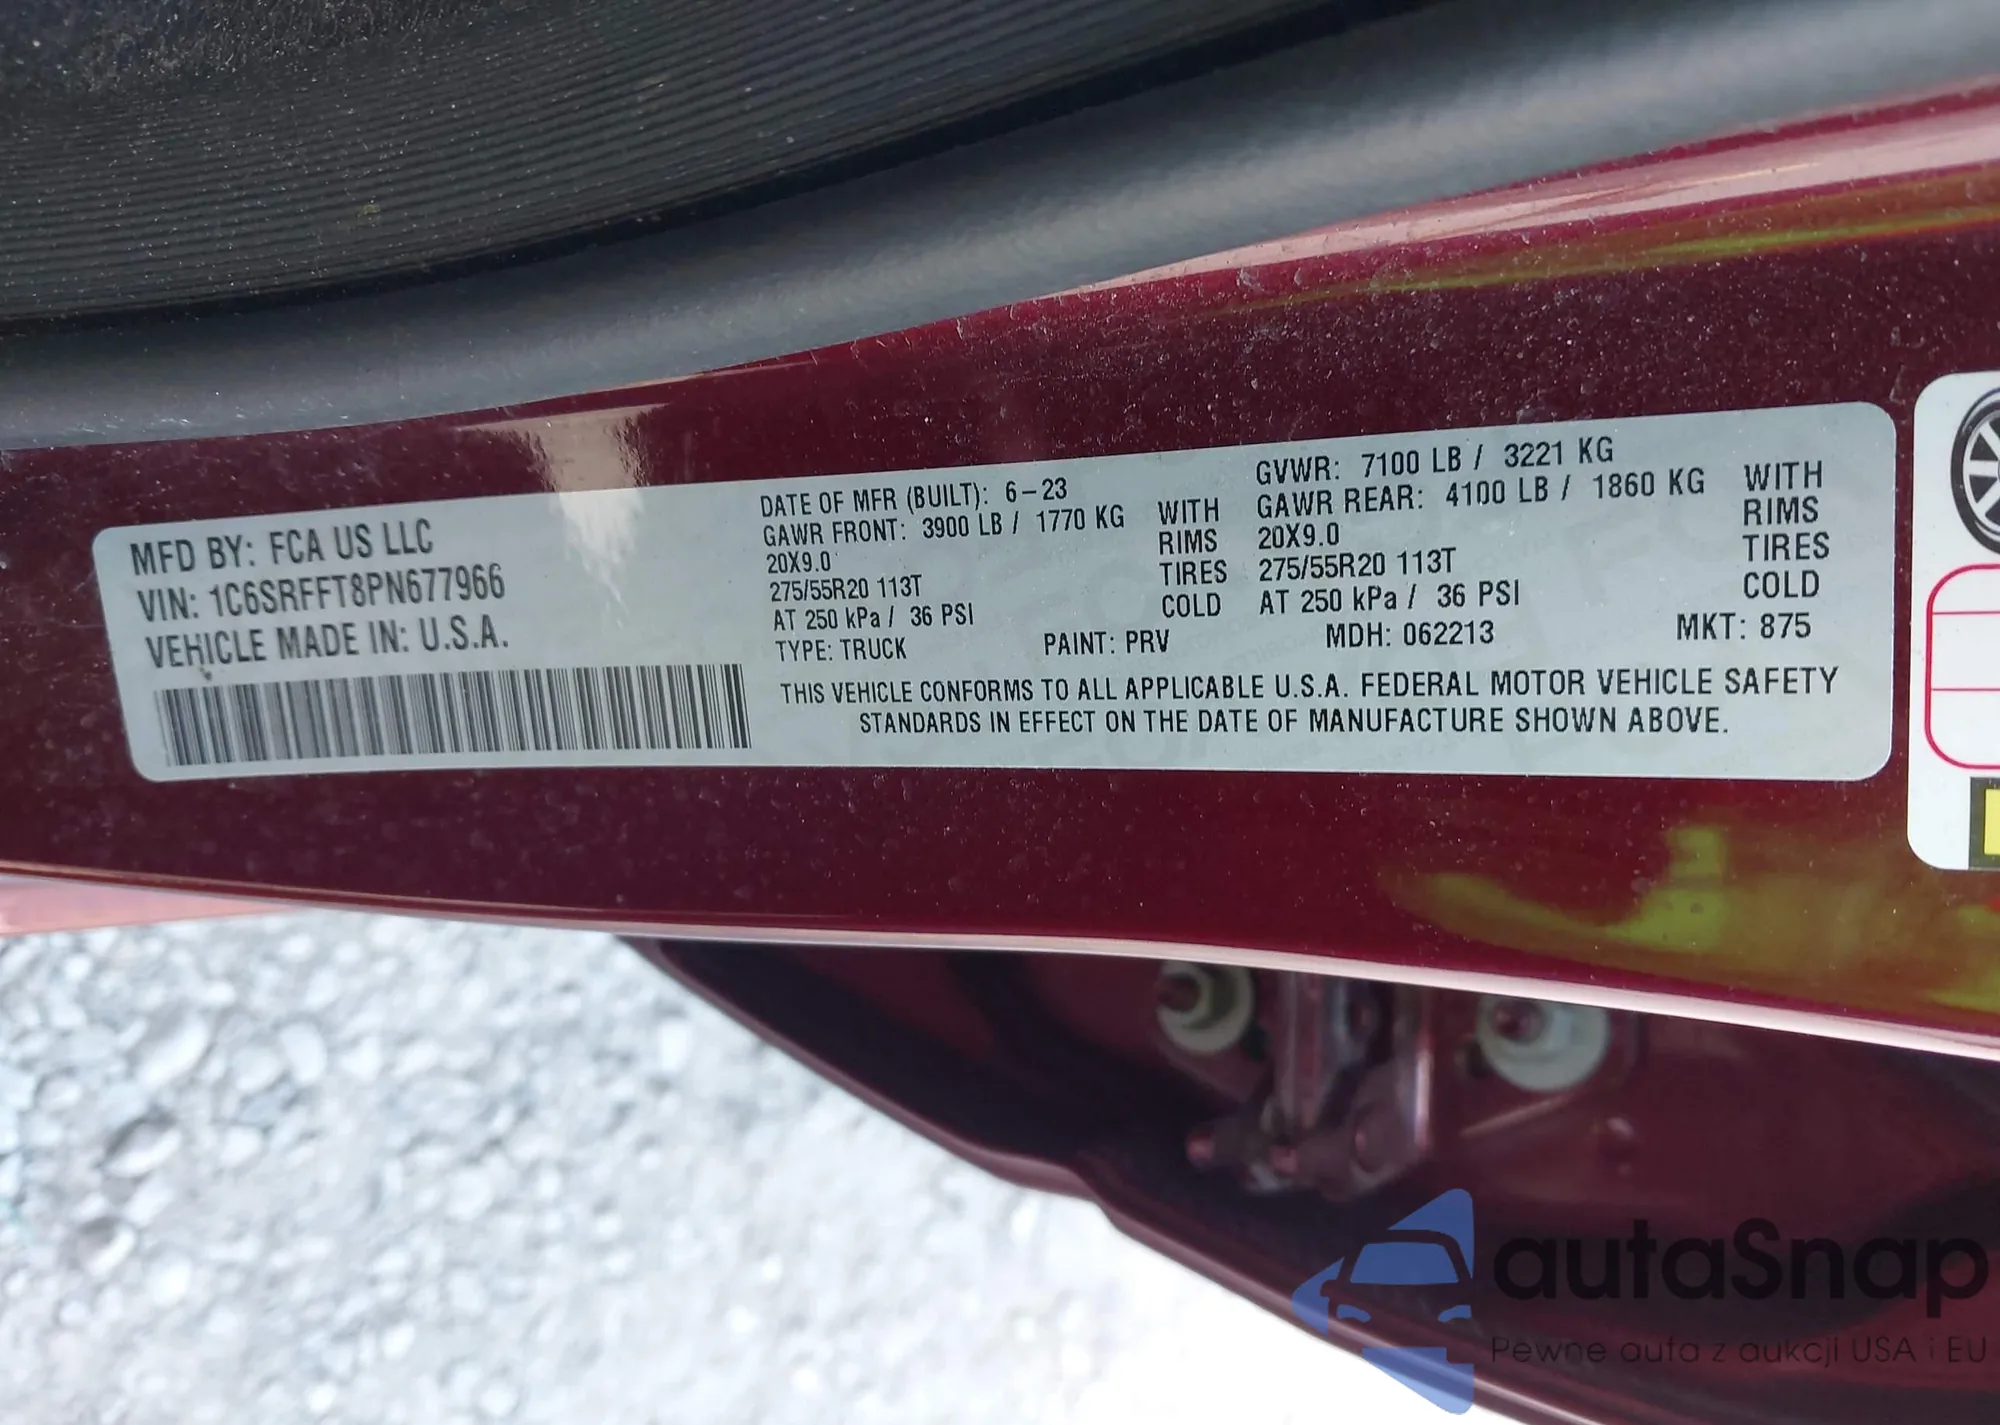 MFD BY: FCA US LLC
VIN: 1C6SRFFT8PN677966
VEHICLE MADE IN: U.S.A.
DATE OF MFR (BUILT): 6-23
GAWR FRONT: 3900 LB / 1770 KG WITH
20X9.0 RIMS
275/55R20 113T TIRES
AT 250 kPa / 36 PSI COLD
GVWR: 7100 LB / 3221 KG
GAWR REAR: 4100 LB / 1860 KG WITH
20X9.0 RIMS
275/55R20 113T TIRES
AT 250 kPa / 36 PSI COLD
TYPE: TRUCK PAINT: PRV MDH: 062213 MKT: 875
THIS VEHICLE CONFORMS TO ALL APPLICABLE U.S.A. FEDERAL MOTOR VEHICLE SAFETY
STANDARDS IN EFFECT ON THE DATE OF MANUFACTURE SHOWN ABOVE.
autaSnap
Pewne auta z aukcji USA i EU